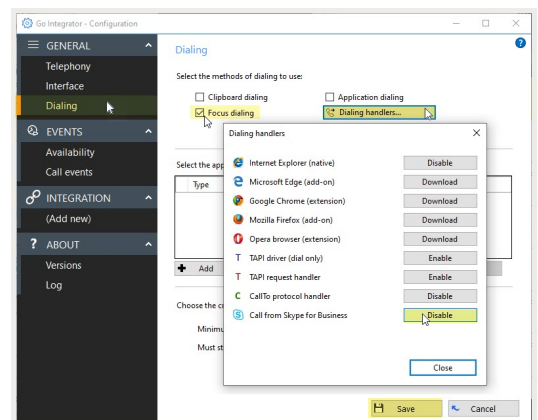 Go Integrator - Configuration
GENERAL
Telephony
Interface
Dialing
EVENTS
Availability
Call events
INTEGRATION
(Add new)
? ABOUT
Versions
Log
Dialing
?
Select the methods of dialing to use:
Clipboard dialing
Application dialing
Focus dialing
Dialing handlers...
Select the app
Type
Add
Choose the c
Minimu
Must st
Dialing handlers
Internet Explorer (native) Disable
Microsoft Edge (add-on) Download
Google Chrome (extension) Download
Mozilla Firefox (add-on) Download
Opera browser (extension) Download
T TAPI driver (dial only) Enable
T TAPI request handler Enable
C CallTo protocol handler Disable
S Call from Skype for Business Disable
Close
Save
Cancel